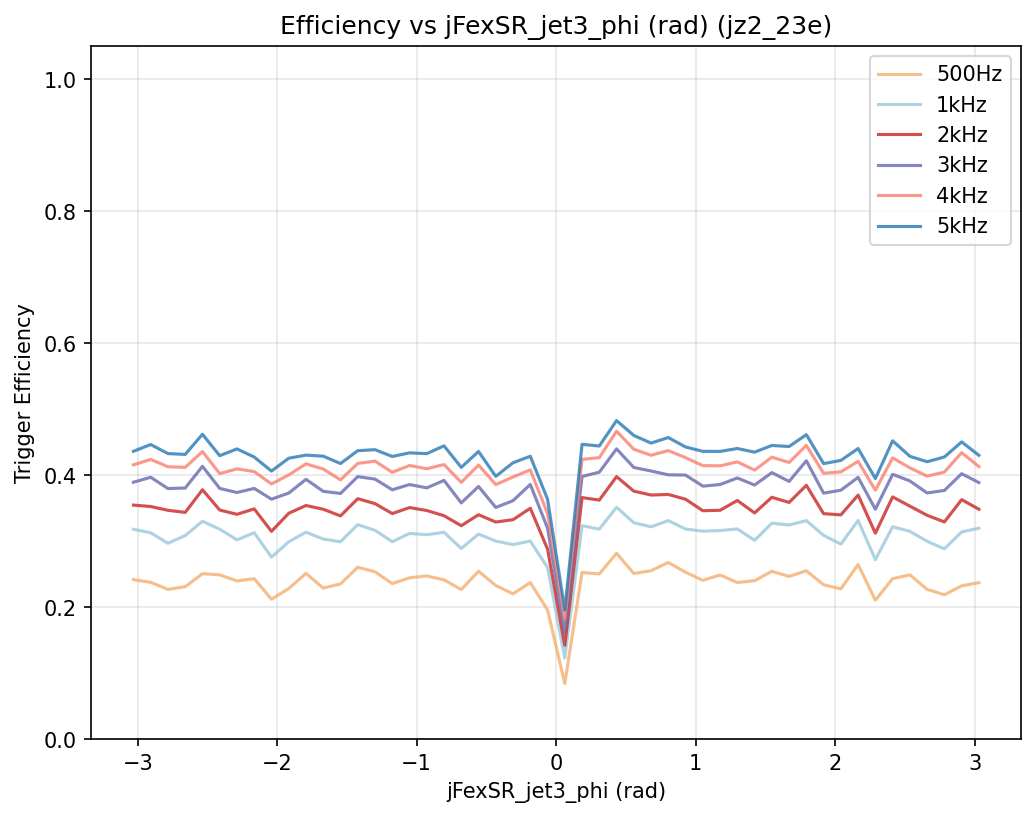 Efficiency vs jFexSR_jet3_phi (rad) (jz2_23e)
1.0
0.8
0.6
0.4
0.2
0.0
Trigger Efficiency
500Hz
1kHz
2kHz
3kHz
4kHz
5kHz
−3 −2 −1 0 1 2 3
jFexSR_jet3_phi (rad)